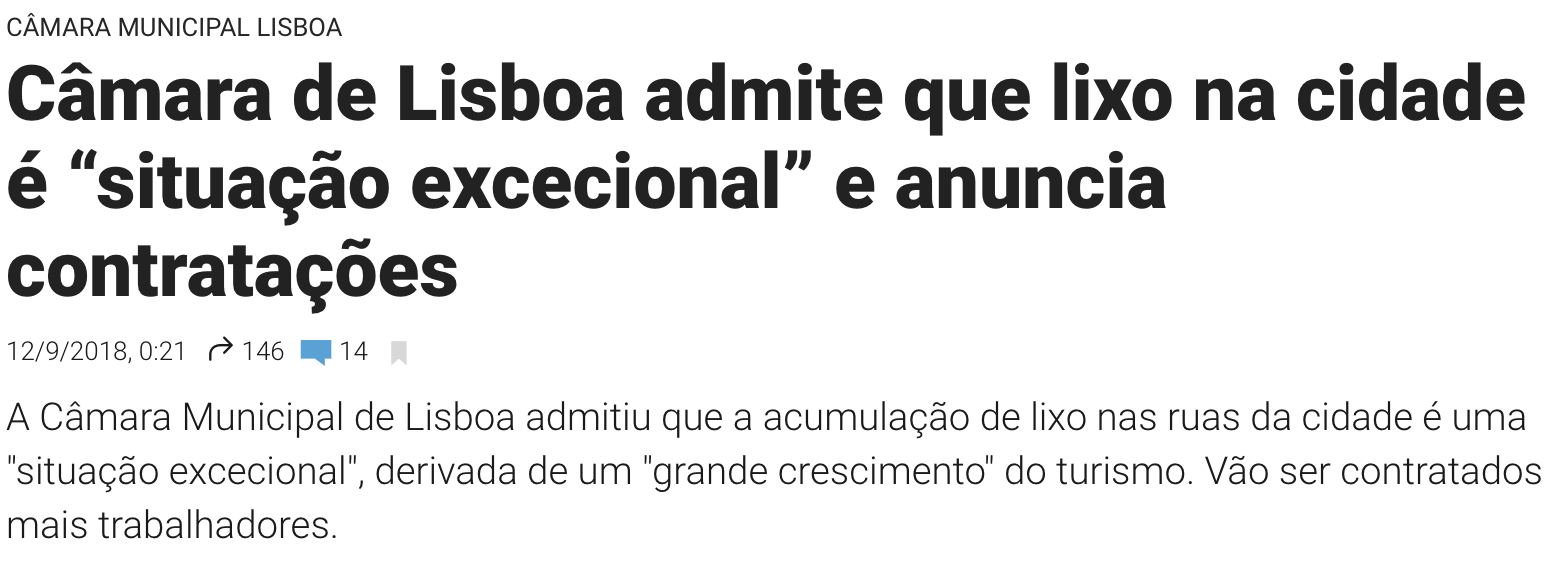 CÂMARA MUNICIPAL LISBOA
Câmara de Lisboa admite que lixo na cidade
é “situação excecional” e anuncia
contratações
12/9/2018, 0:21 146 14
A Câmara Municipal de Lisboa admitiu que a acumulação de lixo nas ruas da cidade é uma
"situação excecional", derivada de um "grande crescimento" do turismo. Vão ser contratados
mais trabalhadores.